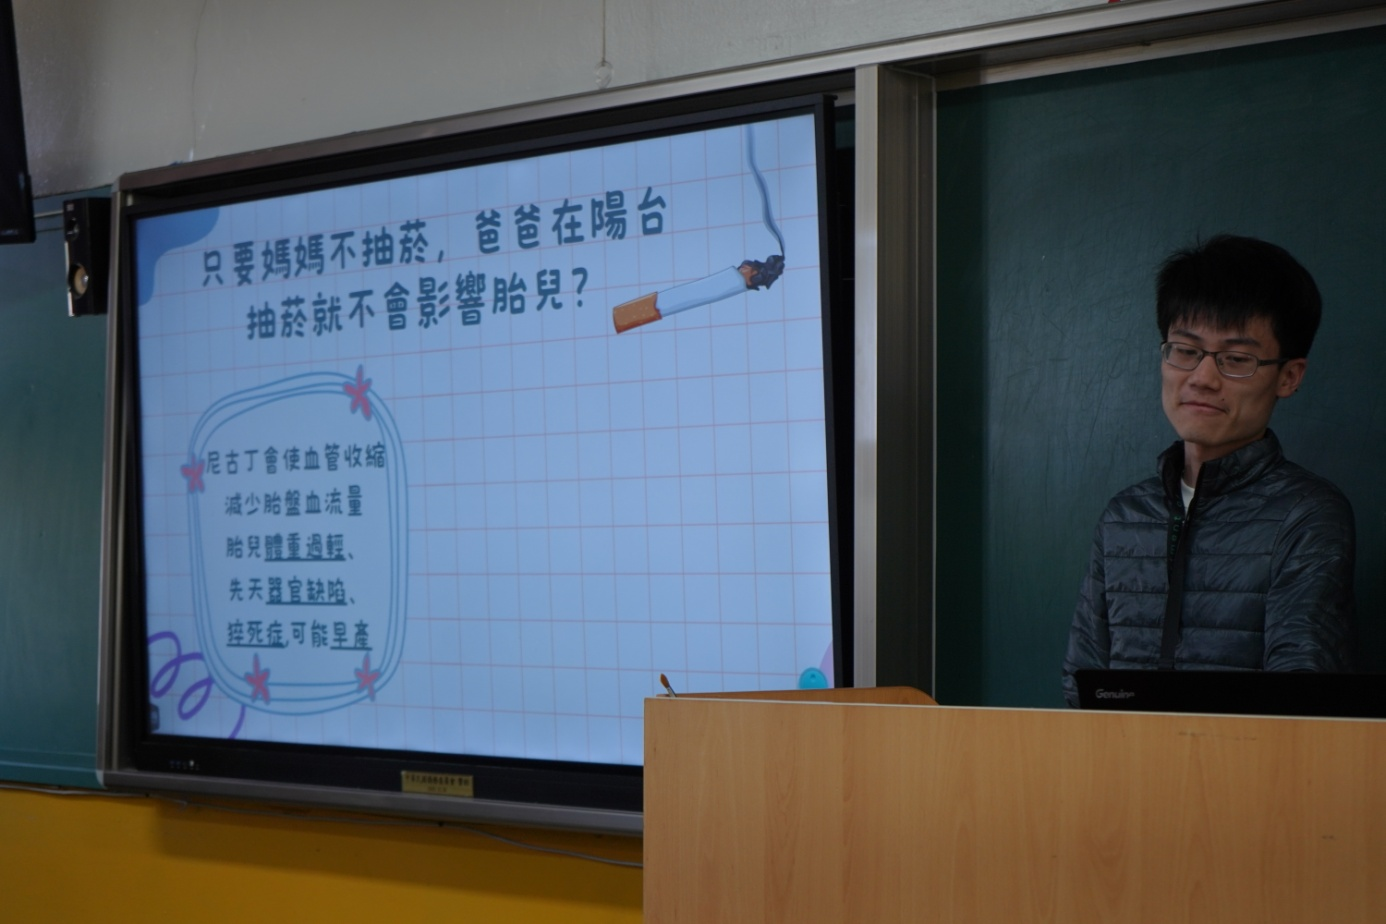 只要媽媽不抽菸，爸爸在陽台
抽菸就不會影響胎兒？
尼古丁會使血管收縮
減少胎盤血流量
胎兒體重過輕、
先天器官缺陷、
猝死症,可能早產
Genuine